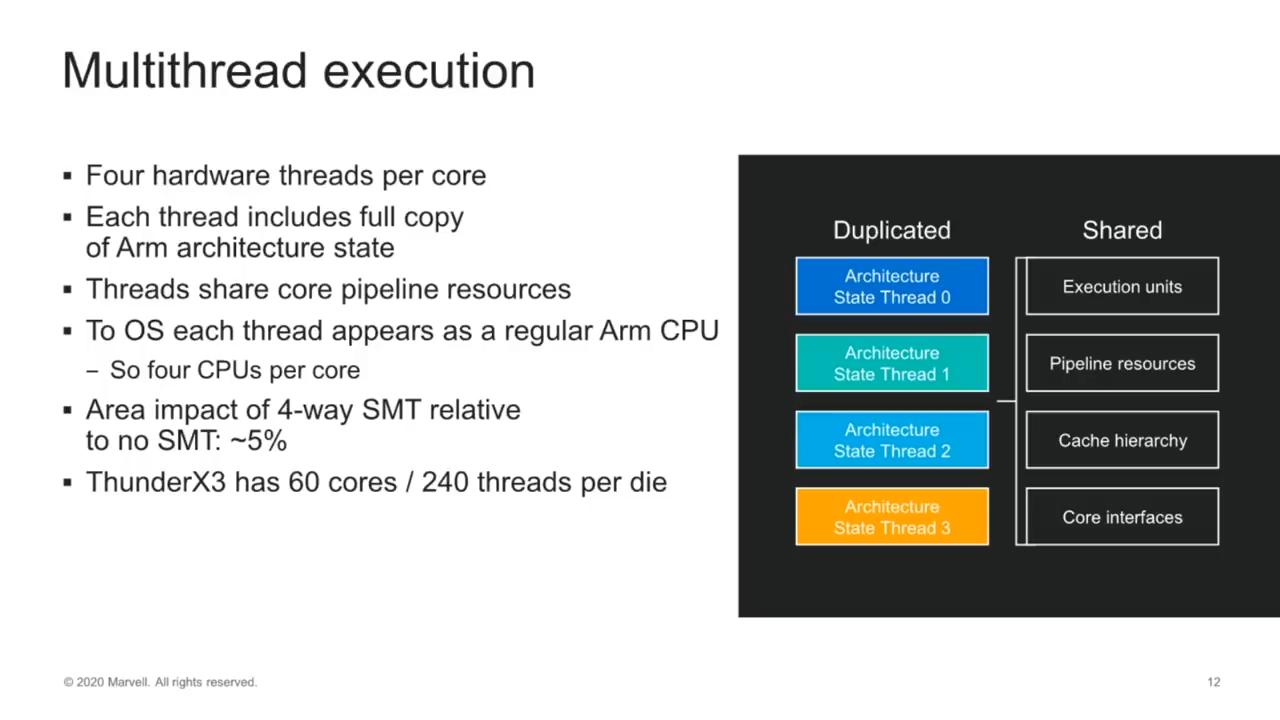 Multithread execution
▪ Four hardware threads per core
▪ Each thread includes full copy
of Arm architecture state
▪ Threads share core pipeline resources
▪ To OS each thread appears as a regular Arm CPU
– So four CPUs per core
▪ Area impact of 4-way SMT relative
to no SMT: ~5%
▪ ThunderX3 has 60 cores / 240 threads per die
Duplicated
Architecture
State Thread 0
Architecture
State Thread 1
Architecture
State Thread 2
Architecture
State Thread 3
Shared
Execution units
Pipeline resources
Cache hierarchy
Core interfaces
© 2020 Marvell. All rights reserved.
12